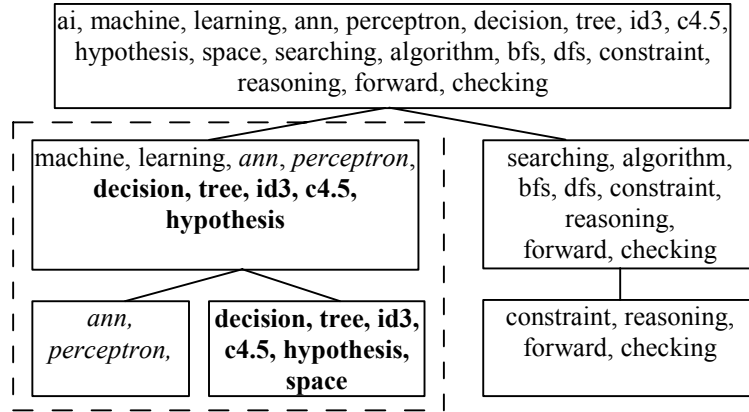 ai, machine, learning, ann, perceptron, decision, tree, id3, c4.5,
hypothesis, space, searching, algorithm, bfs, dfs, constraint,
reasoning, forward, checking
machine, learning, ann, perceptron,
decision, tree, id3, c4.5,
hypothesis
searching, algorithm,
bfs, dfs, constraint,
reasoning,
forward, checking
ann,
perceptron,
decision, tree, id3,
c4.5, hypothesis,
space
constraint, reasoning,
forward, checking